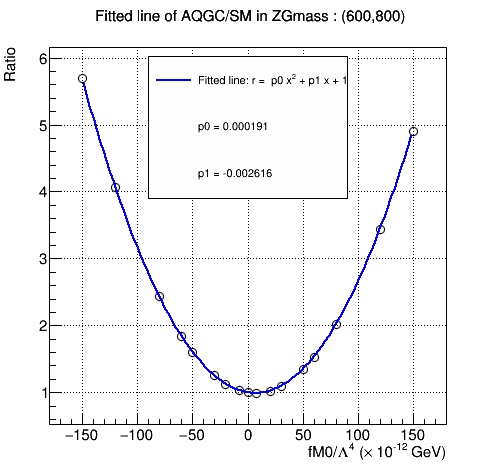 Fitted line of AQGC/SM in ZGmass : (600,800)
Ratio
Fitted line: r = p0 x² + p1 x + 1
p0 = 0.000191
p1 = -0.002616
6
5
4
3
2
1
−150 −100 −50 0 50 100 150
fM0/Λ⁴ (× 10⁻¹² GeV)